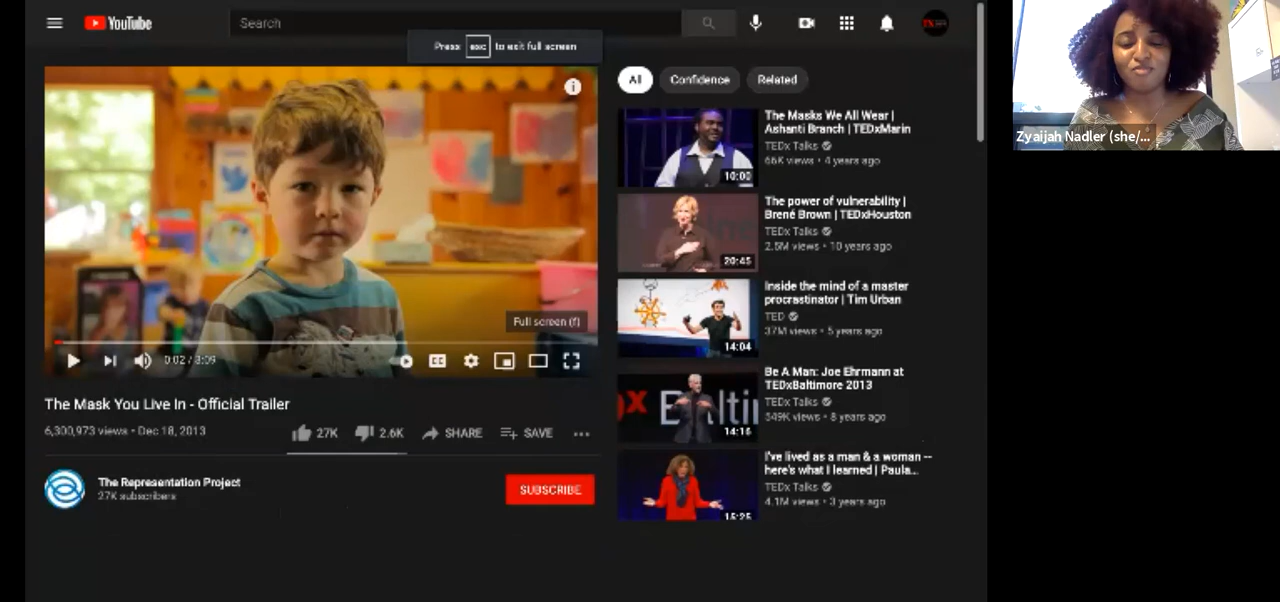 YouTube
Search
Press esc to exit full screen
Full screen (f)
0:02 / 3:09
CC
The Mask You Live In - Official Trailer
6,300,973 views • Dec 18, 2013
27K
2.6K
SHARE
SAVE
The Representation Project
27K subscribers
SUBSCRIBE
All
Confidence
Related
The Masks We All Wear |
Ashanti Branch | TEDxMarin
TEDx Talks
66K views • 4 years ago
10:00
The power of vulnerability |
Brené Brown | TEDxHouston
TEDx Talks
2.5M views • 10 years ago
20:45
Inside the mind of a master
procrastinator | Tim Urban
TED
37M views • 5 years ago
14:04
Be A Man: Joe Ehrmann at
TEDxBaltimore 2013
TEDx Talks
549K views • 8 years ago
14:16
I've lived as a man & a woman --
here's what I learned | Paula...
TEDx Talks
4.1M views • 3 years ago
15:25
Zyaijah Nadler (she/...